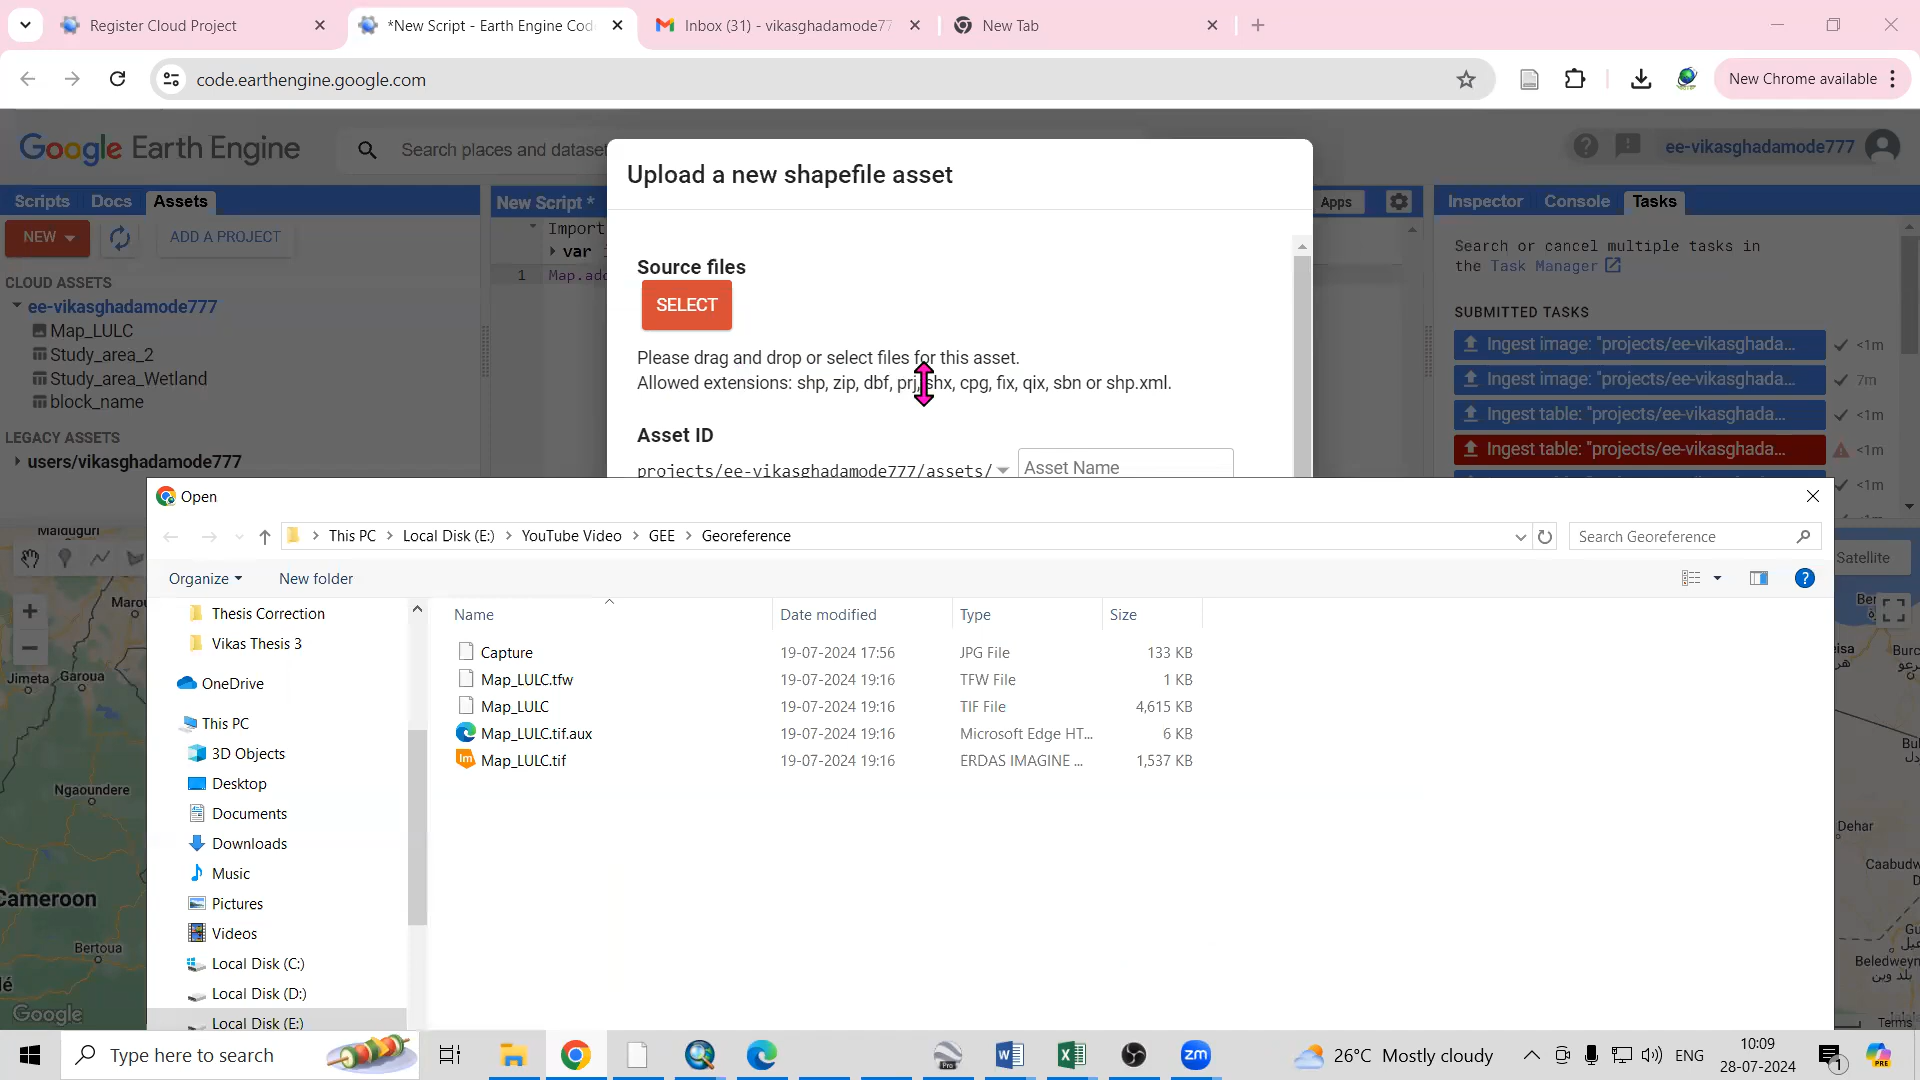 Register Cloud Project
*New Script - Earth Engine Code
Inbox (31) - vikasghadamode77
New Tab
code.earthengine.google.com
New Chrome available
Google Earth Engine
Search places and datase
ee-vikasghadamode777
Upload a new shapefile asset
Scripts
Docs
Assets
New Script *
Apps
Inspector
Console
Tasks
NEW
ADD A PROJECT
Import
var
1
Map.add
Search or cancel multiple tasks in
the Task Manager
CLOUD ASSETS
ee-vikasghadamode777
Map_LULC
Study_area_2
Study_area_Wetland
block_name
LEGACY ASSETS
users/vikasghadamode777
Source files
SELECT
Please drag and drop or select files for this asset.
Allowed extensions: shp, zip, dbf, prj, shx, cpg, fix, qix, sbn or shp.xml.
Asset ID
projects/ee-vikasghadamode777/assets/
Asset Name
SUBMITTED TASKS
Ingest image: "projects/ee-vikasghada...
<1m
Ingest image: "projects/ee-vikasghada...
7m
Ingest table: "projects/ee-vikasghada...
<1m
Ingest table: "projects/ee-vikasghada...
<1m
<1m
Open
This PC
Local Disk (E:)
YouTube Video
GEE
Georeference
Search Georeference
Organize
New folder
Name
Date modified
Type
Size
Capture
19-07-2024 17:56
JPG File
133 KB
Map_LULC.tfw
19-07-2024 19:16
TFW File
1 KB
Map_LULC
19-07-2024 19:16
TIF File
4,615 KB
Map_LULC.tif.aux
19-07-2024 19:16
Microsoft Edge HT...
6 KB
Map_LULC.tif
19-07-2024 19:16
ERDAS IMAGINE ...
1,537 KB
Thesis Correction
Vikas Thesis 3
OneDrive
This PC
3D Objects
Desktop
Documents
Downloads
Music
Pictures
Videos
Local Disk (C:)
Local Disk (D:)
Local Disk (E:)
Maiduguri
Marou
Jimeta
Garoua
Ngaoundere
Cameroon
Bertoua
Google
Satellite
Dehar
Caabudw
Beledweyn
بلد وين
Terms
Type here to search
26°C Mostly cloudy
ENG
10:09
28-07-2024
1